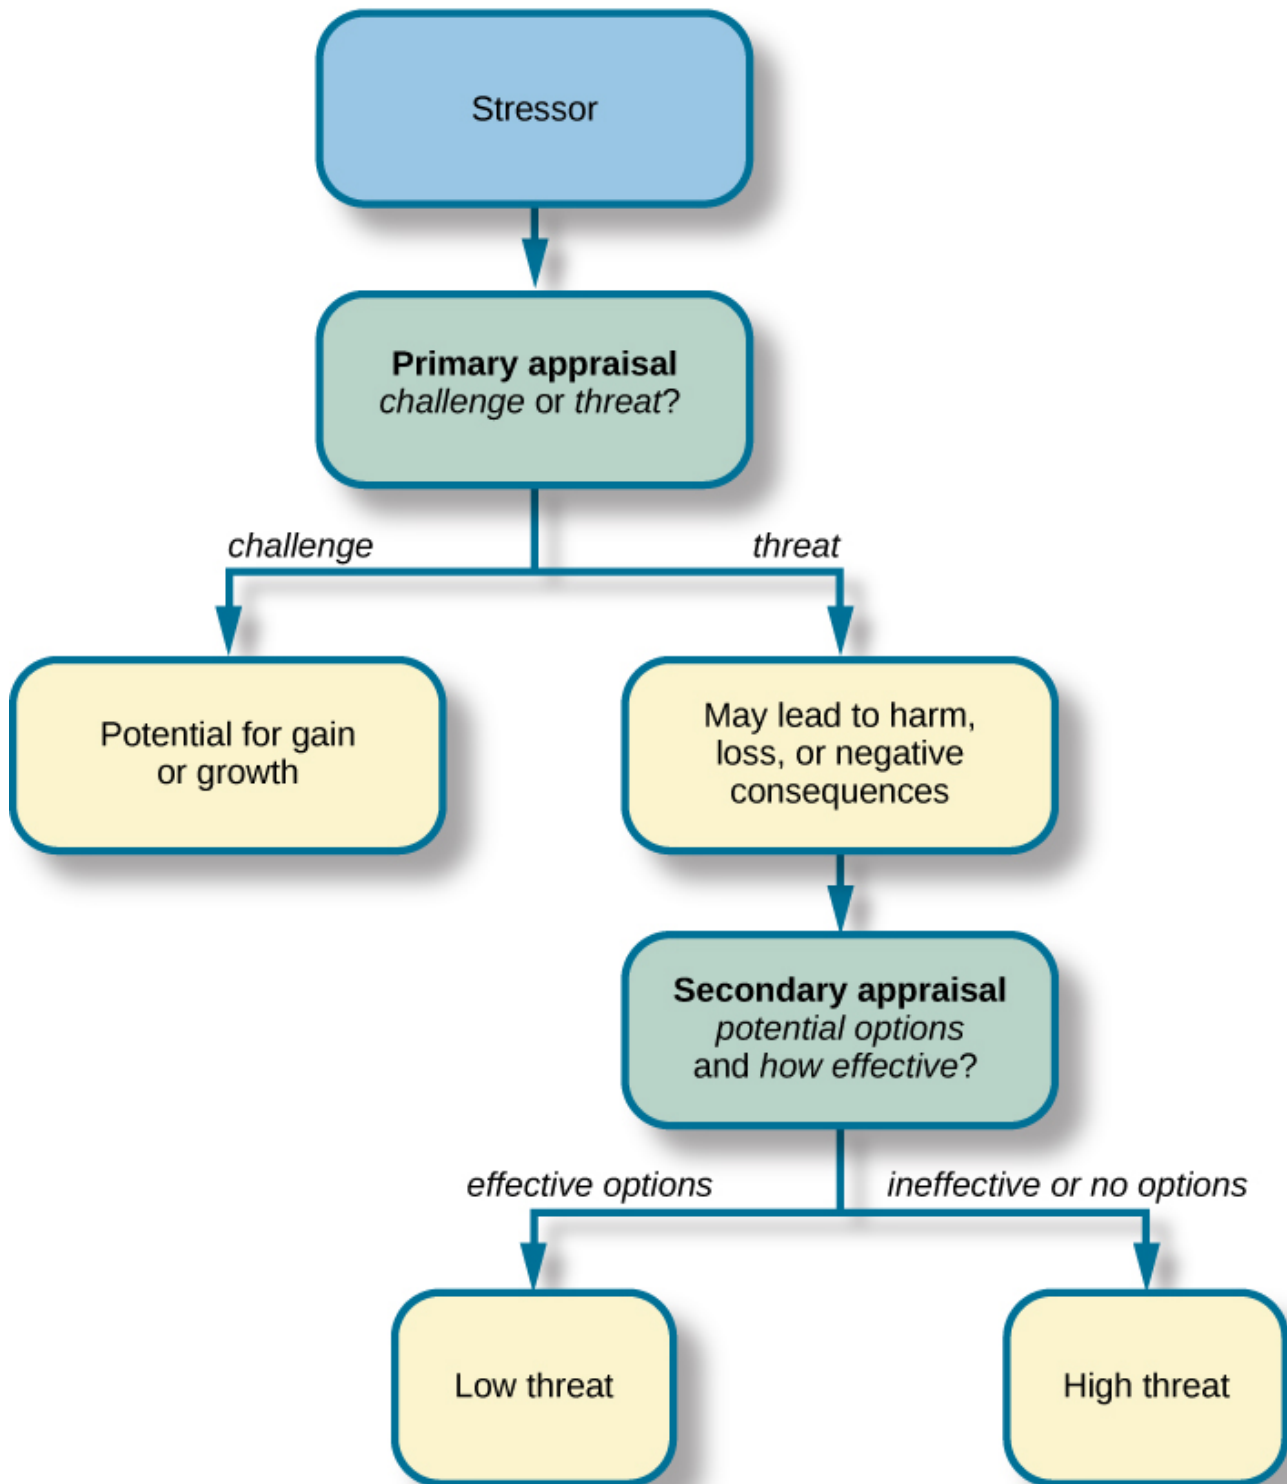 Stressor
Primary appraisal
challenge or threat?
challenge
threat
Potential for gain
or growth
May lead to harm,
loss, or negative
consequences
Secondary appraisal
potential options
and how effective?
effective options
ineffective or no options
Low threat
High threat